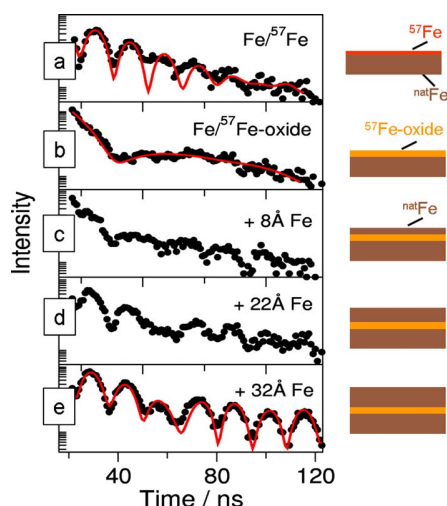 a
Fe/⁵⁷Fe
⁵⁷Fe
ⁿᵃᵗFe
b
Fe/⁵⁷Fe-oxide
⁵⁷Fe-oxide
c
+ 8Å Fe
ⁿᵃᵗFe
d
+ 22Å Fe
e
+ 32Å Fe
Intensity
40
80
120
Time / ns